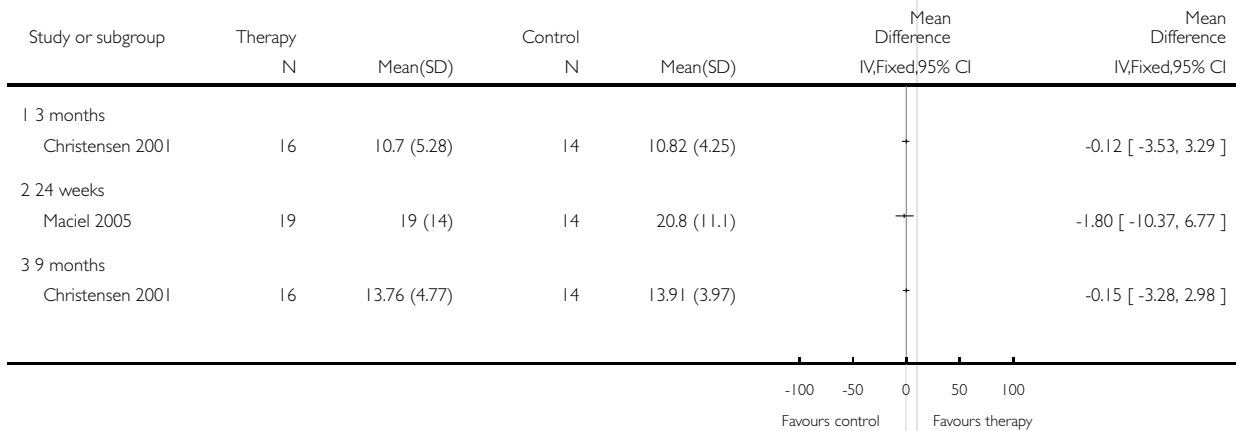 Mean Mean
Study or subgroup Therapy Control Difference Difference
N Mean(SD) N Mean(SD) IV,Fixed,95% CI IV,Fixed,95% CI
1 3 months
Christensen 2001 16 10.7 (5.28) 14 10.82 (4.25) -0.12 [ -3.53, 3.29 ]
2 24 weeks
Maciel 2005 19 19 (14) 14 20.8 (11.1) -1.80 [ -10.37, 6.77 ]
3 9 months
Christensen 2001 16 13.76 (4.77) 14 13.91 (3.97) -0.15 [ -3.28, 2.98 ]
-100 -50 0 50 100
Favours control Favours therapy